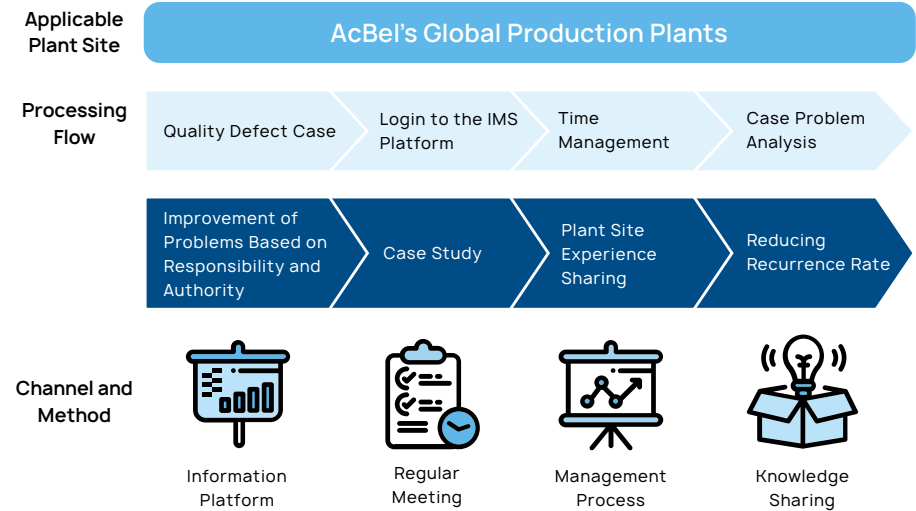 Applicable
Plant Site
AcBel's Global Production Plants
Processing
Flow
Quality Defect Case
Login to the IMS
Platform
Time
Management
Case Problem
Analysis
Improvement of
Problems Based on
Responsibility and
Authority
Case Study
Plant Site
Experience
Sharing
Reducing
Recurrence Rate
Channel and
Method
Information
Platform
Regular
Meeting
Management
Process
Knowledge
Sharing